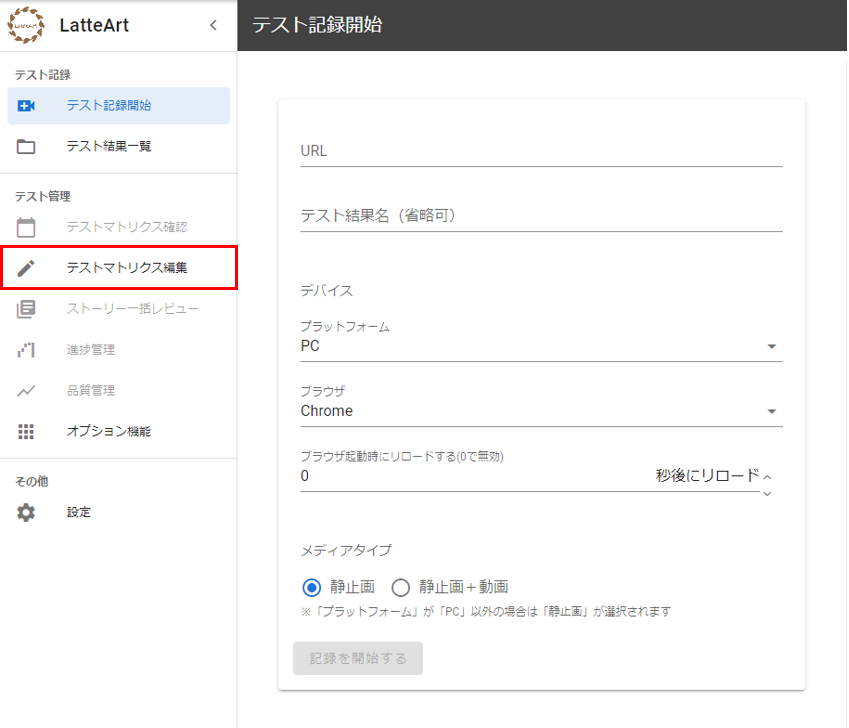 LatteArt
LatteArt
テスト記録開始
テスト記録
テスト記録開始
テスト結果一覧
テスト管理
テストマトリクス確認
テストマトリクス編集
ストーリー一括レビュー
進捗管理
品質管理
オプション機能
その他
設定
URL
テスト結果名（省略可）
デバイス
プラットフォーム
PC
ブラウザ
Chrome
ブラウザ起動時にリロードする(0で無効)
0 秒後にリロード
メディアタイプ
静止画 静止画＋動画
※「プラットフォーム」が「PC」以外の場合は「静止画」が選択されます
記録を開始する